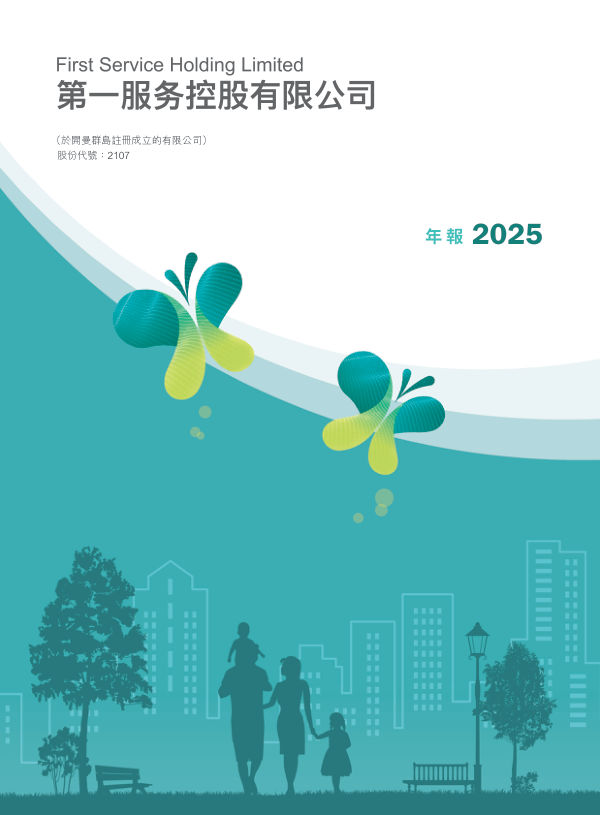 First Service Holding Limited
第一服务控股有限公司
（於開曼群島註冊成立的有限公司）
股份代號：2107
年報 2025